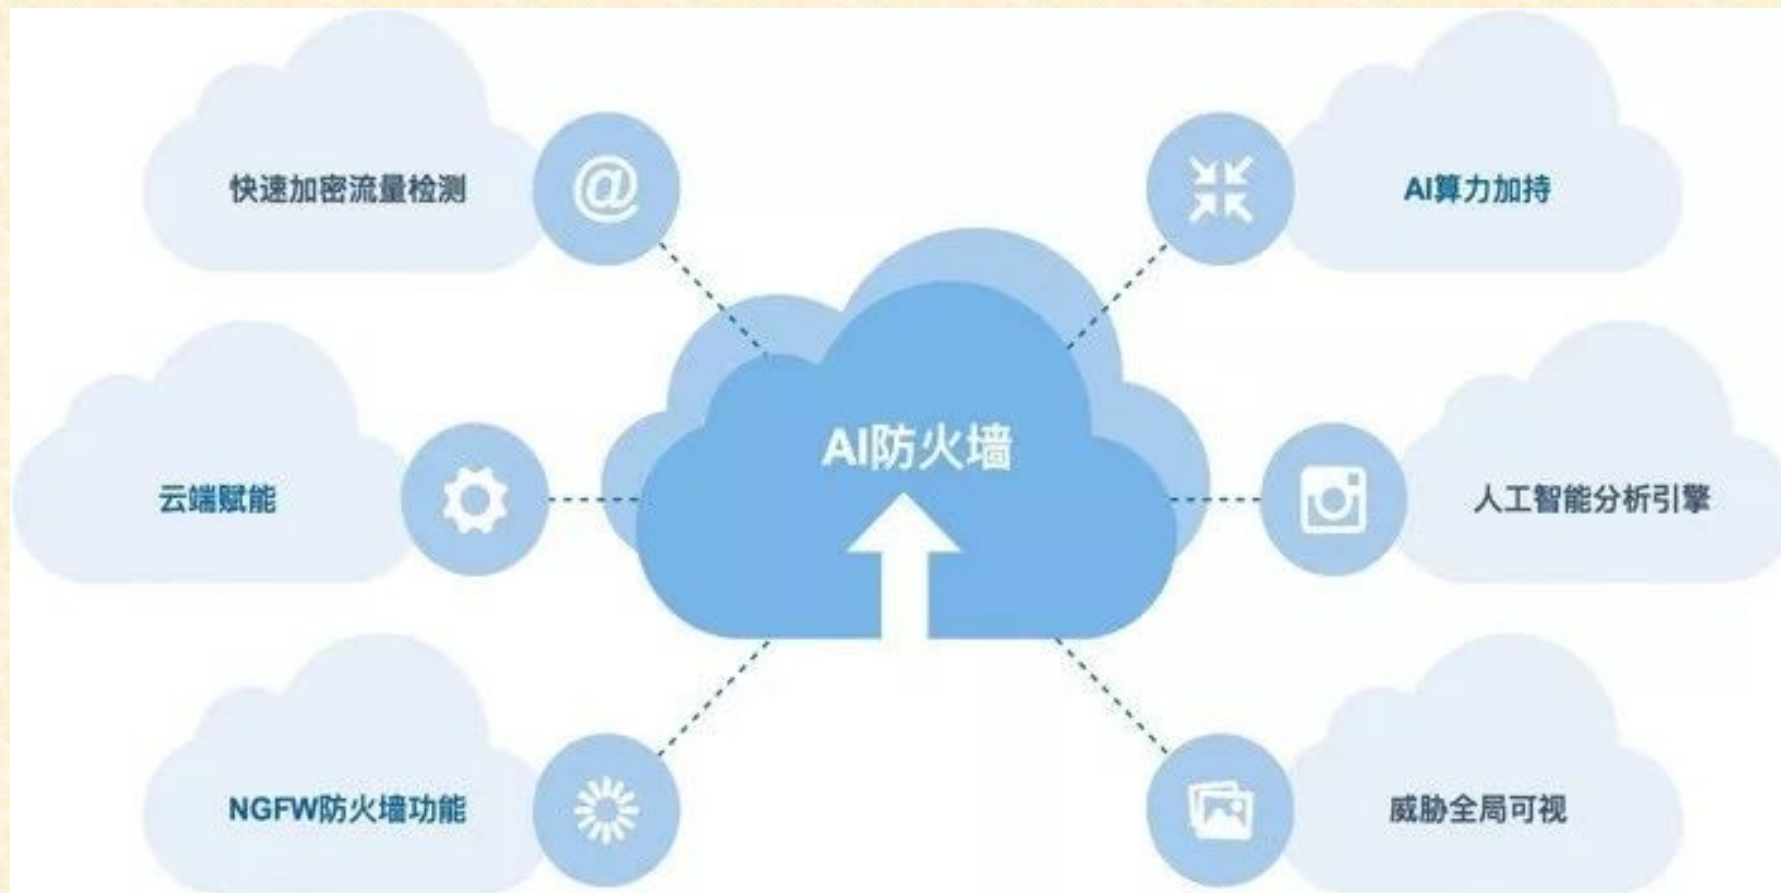 快速加密流量检测
AI算力加持
AI防火墙
云端赋能
人工智能分析引擎
NGFW防火墙功能
威胁全局可视